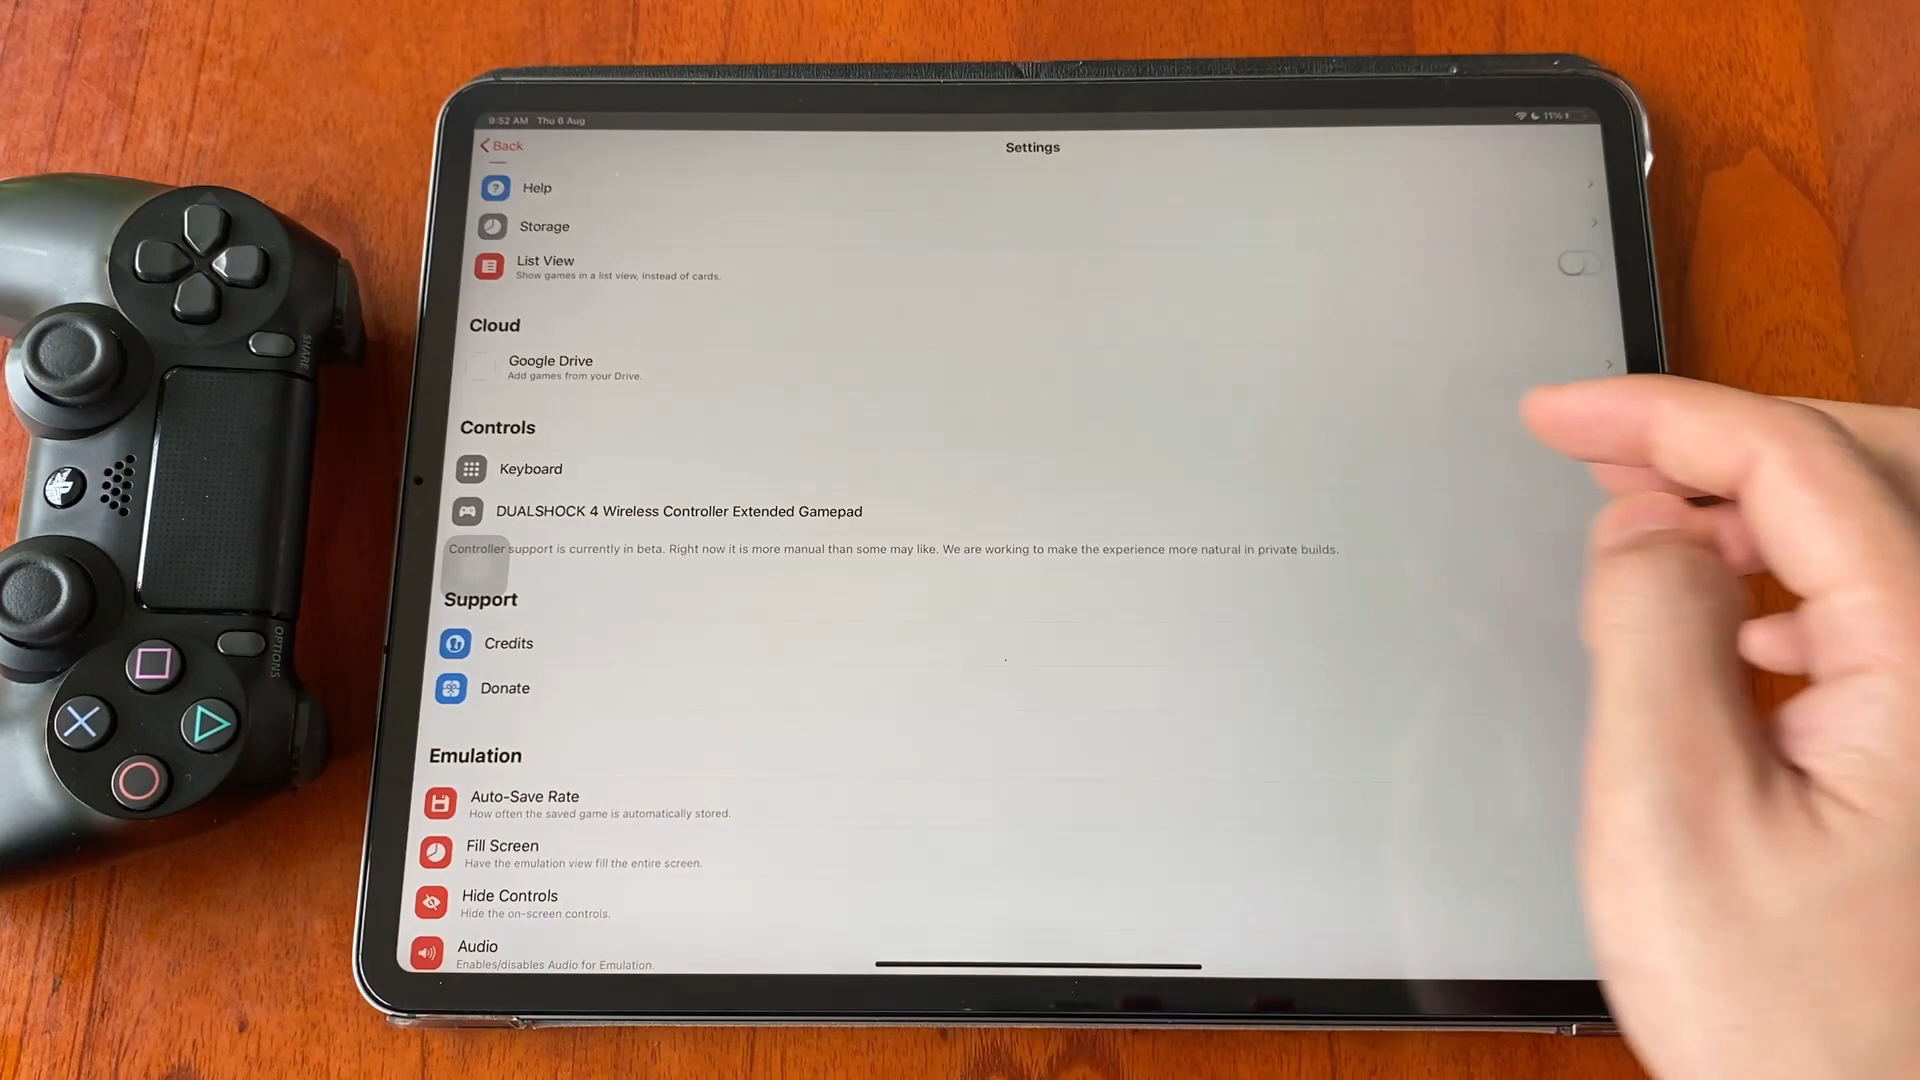 9:52 AM Thu 6 Aug
11%
Back
Settings
Help
Storage
List View
Show games in a list view, instead of cards.
Cloud
Google Drive
Add games from your Drive.
Controls
Keyboard
DUALSHOCK 4 Wireless Controller Extended Gamepad
Controller support is currently in beta. Right now it is more manual than some may like. We are working to make the experience more natural in private builds.
Support
Credits
Donate
Emulation
Auto-Save Rate
How often the saved game is automatically stored.
Fill Screen
Have the emulation view fill the entire screen.
Hide Controls
Hide the on-screen controls.
Audio
Enables/disables Audio for Emulation.
SHARE
OPTIONS